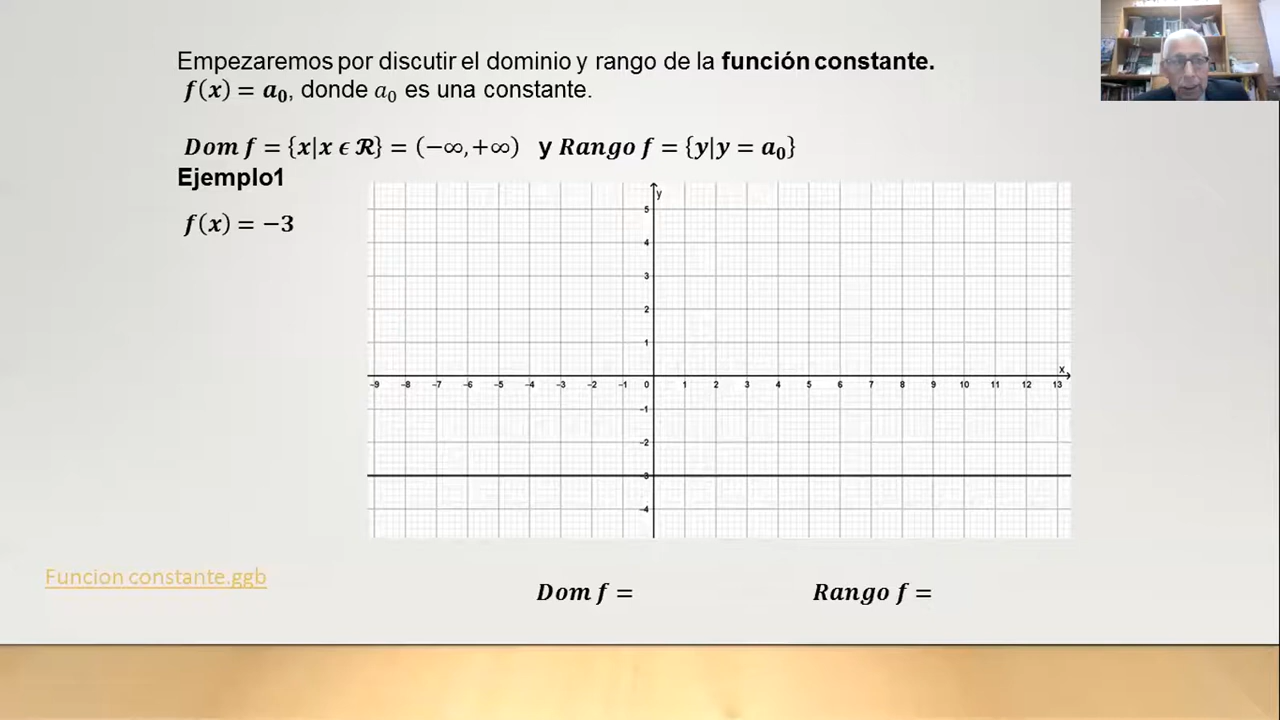 Empezaremos por discutir el dominio y rango de la función constante.
f(x) = a₀, donde a₀ es una constante.
Dom f = {x|x ϵ ℛ} = (−∞,+∞) y Rango f = {y|y = a₀}
Ejemplo1
f(x) = −3
y
5
4
3
2
1
x
−9 −8 −7 −6 −5 −4 −3 −2 −1 0 1 2 3 4 5 6 7 8 9 10 11 12 13
−1
−2
−3
−4
Funcion constante.ggb
Dom f = Rango f =